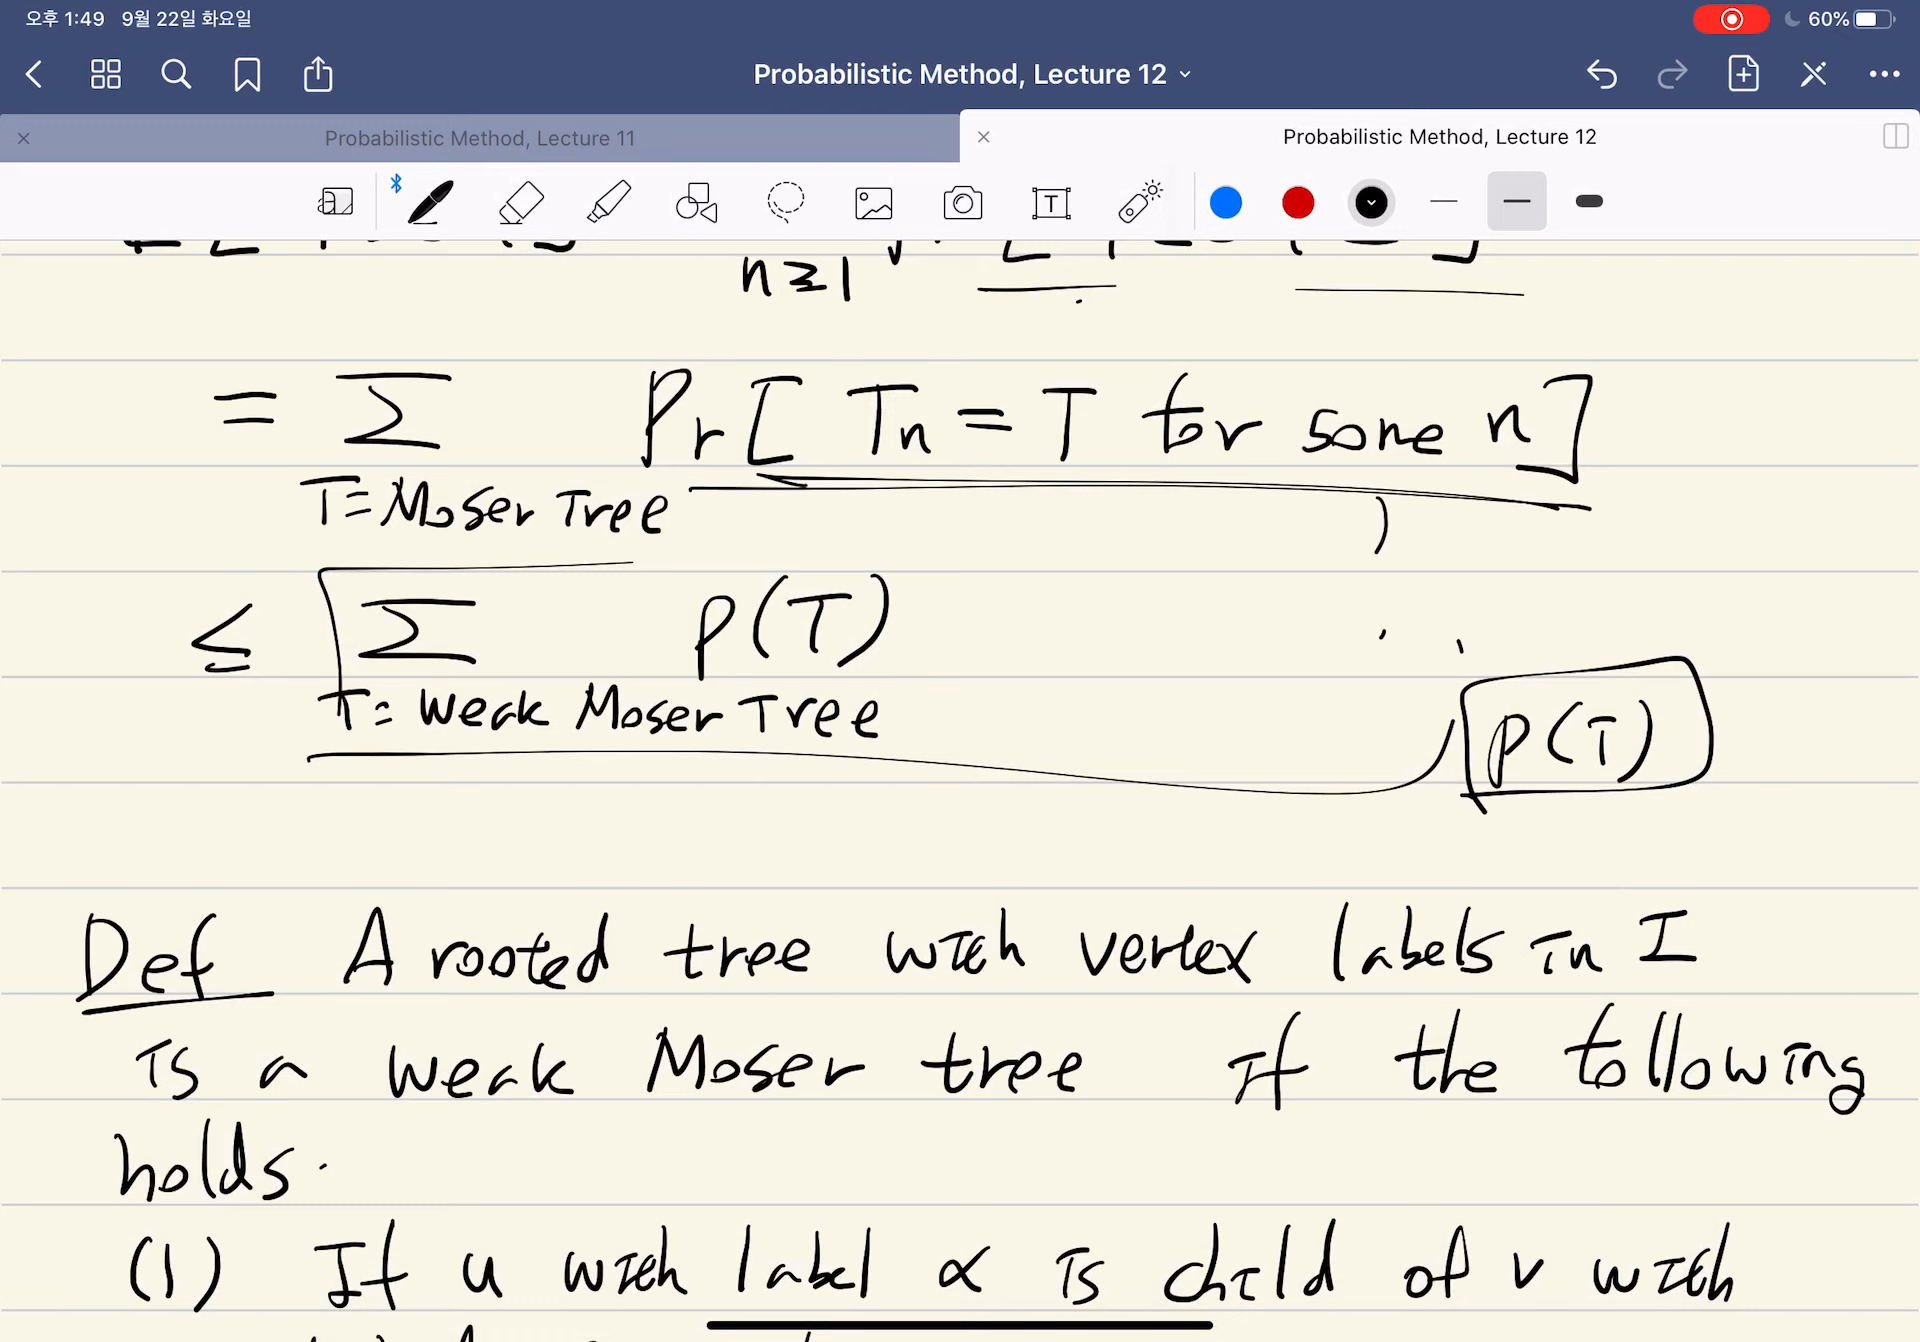 오후 1:49 9월 22일 화요일 60%
Probabilistic Method, Lecture 12
Probabilistic Method, Lecture 11
Probabilistic Method, Lecture 12
n≥1
= Σ Pr[ Tn = T for some n]
T=Moser Tree
≤ Σ p(T)
T= Weak Moser Tree
p(T)
Def A rooted tree with vertex labels in I
is a weak Moser tree if the following
holds.
(1) If u with label α is child of v with